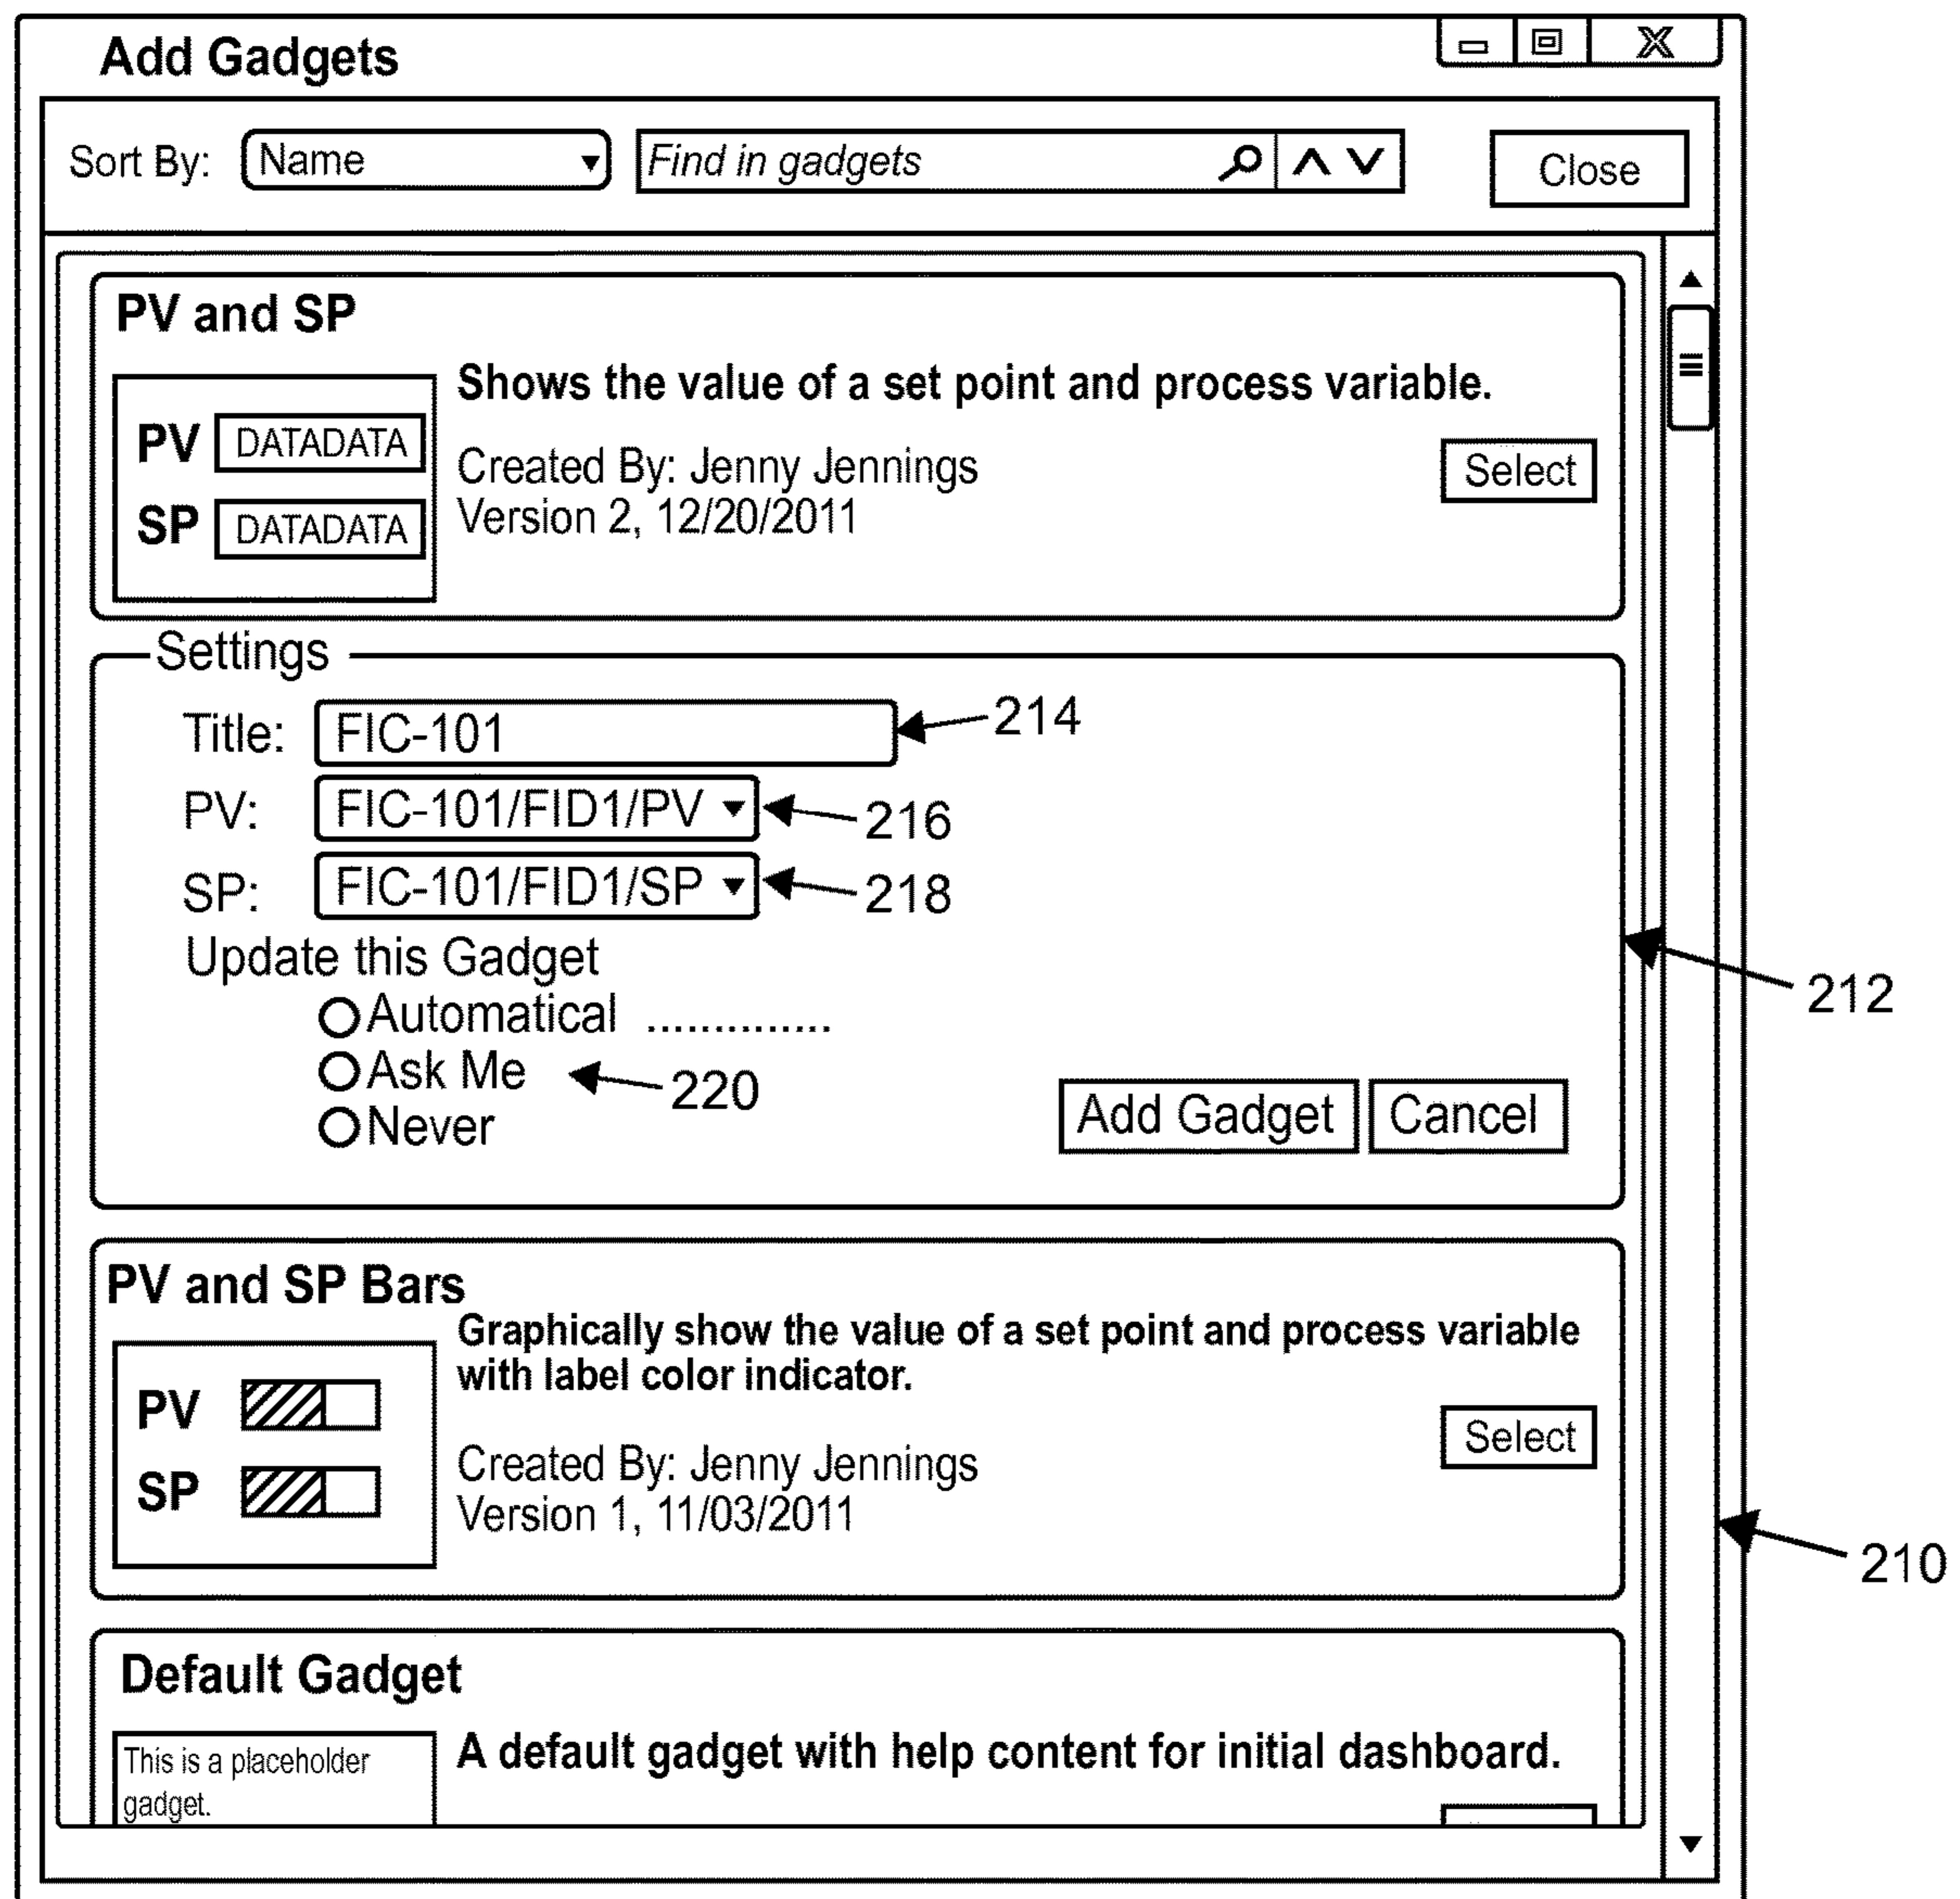 Add Gadgets
X
Sort By: Name Find in gadgets Close
PV and SP
Shows the value of a set point and process variable.
PV DATADATA
SP DATADATA
Created By: Jenny Jennings
Version 2, 12/20/2011
Select
Settings
Title: FIC-101 214
PV: FIC-101/FID1/PV 216
SP: FIC-101/FID1/SP 218
Update this Gadget
212
Automatical ..............
Ask Me 220
Never
Add Gadget Cancel
PV and SP Bars
Graphically show the value of a set point and process variable
with label color indicator.
PV
SP
Created By: Jenny Jennings
Version 1, 11/03/2011
Select
210
Default Gadget
This is a placeholder
gadget.
A default gadget with help content for initial dashboard.